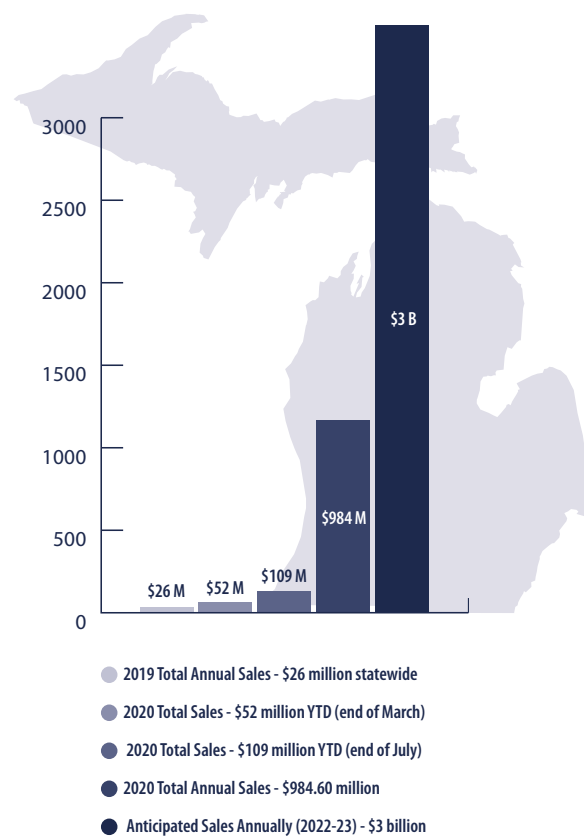 3000
2500
2000
1500
1000
500
0
$3 B
$984 M
$109 M
$52 M
$26 M
2019 Total Annual Sales - $26 million statewide
2020 Total Sales - $52 million YTD (end of March)
2020 Total Sales - $109 million YTD (end of July)
2020 Total Annual Sales - $984.60 million
Anticipated Sales Annually (2022-23) - $3 billion